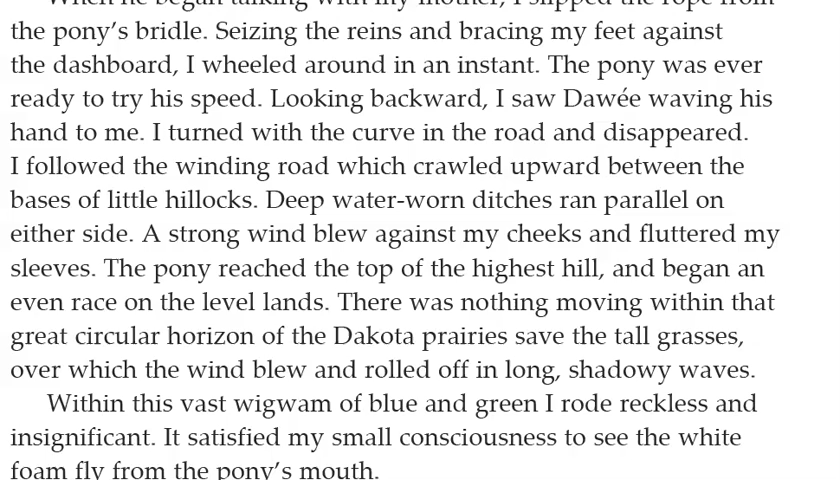 When he began talking with my mother, I slipped the rope from
the pony’s bridle. Seizing the reins and bracing my feet against
the dashboard, I wheeled around in an instant. The pony was ever
ready to try his speed. Looking backward, I saw Dawée waving his
hand to me. I turned with the curve in the road and disappeared.
I followed the winding road which crawled upward between the
bases of little hillocks. Deep water-worn ditches ran parallel on
either side. A strong wind blew against my cheeks and fluttered my
sleeves. The pony reached the top of the highest hill, and began an
even race on the level lands. There was nothing moving within that
great circular horizon of the Dakota prairies save the tall grasses,
over which the wind blew and rolled off in long, shadowy waves.
Within this vast wigwam of blue and green I rode reckless and
insignificant. It satisfied my small consciousness to see the white
foam fly from the pony’s mouth.